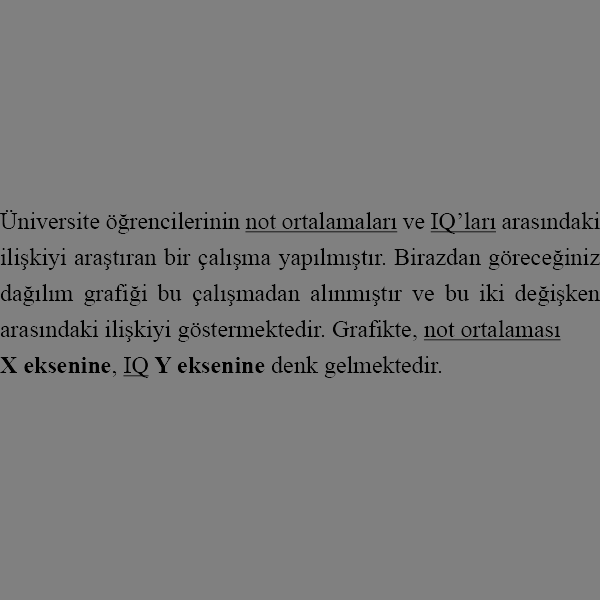 Üniversite öğrencilerinin not ortalamaları ve IQ’ları arasındaki
ilişkiyi araştıran bir çalışma yapılmıştır. Birazdan göreceğiniz
dağılım grafiği bu çalışmadan alınmıştır ve bu iki değişken
arasındaki ilişkiyi göstermektedir. Grafikte, not ortalaması
X eksenine, IQ Y eksenine denk gelmektedir.